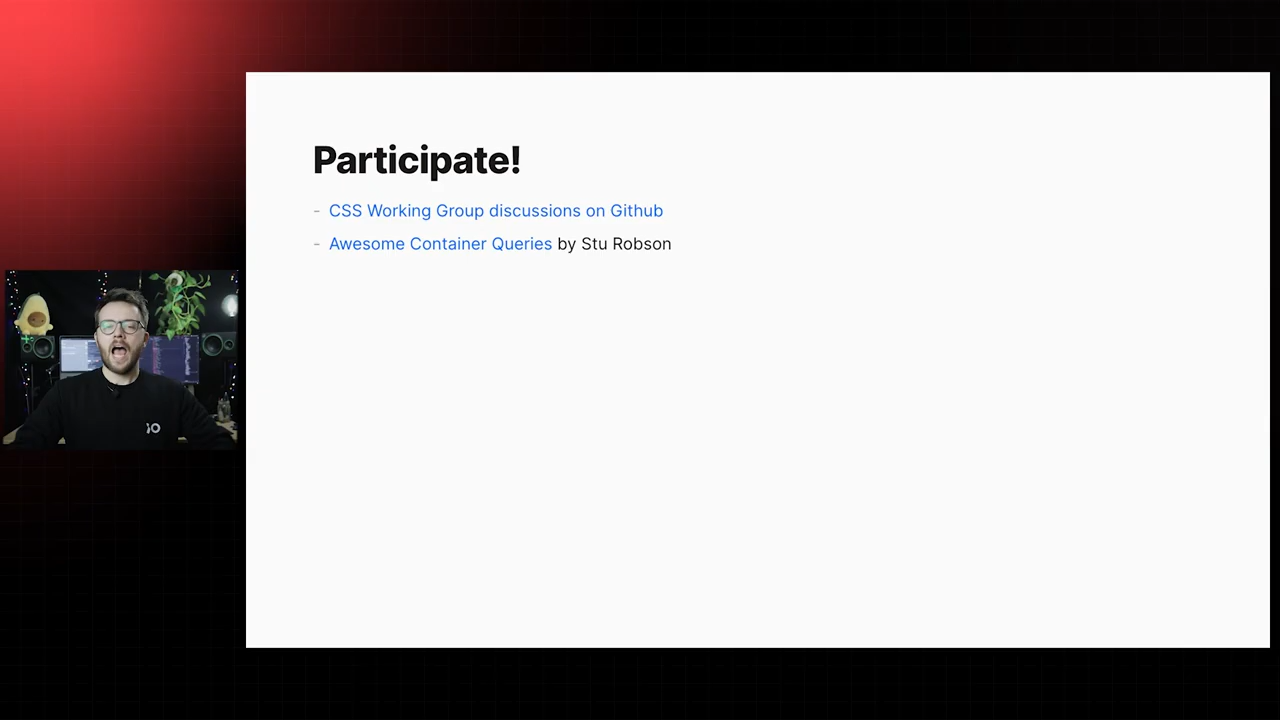 Participate!
- CSS Working Group discussions on Github
- Awesome Container Queries by Stu Robson